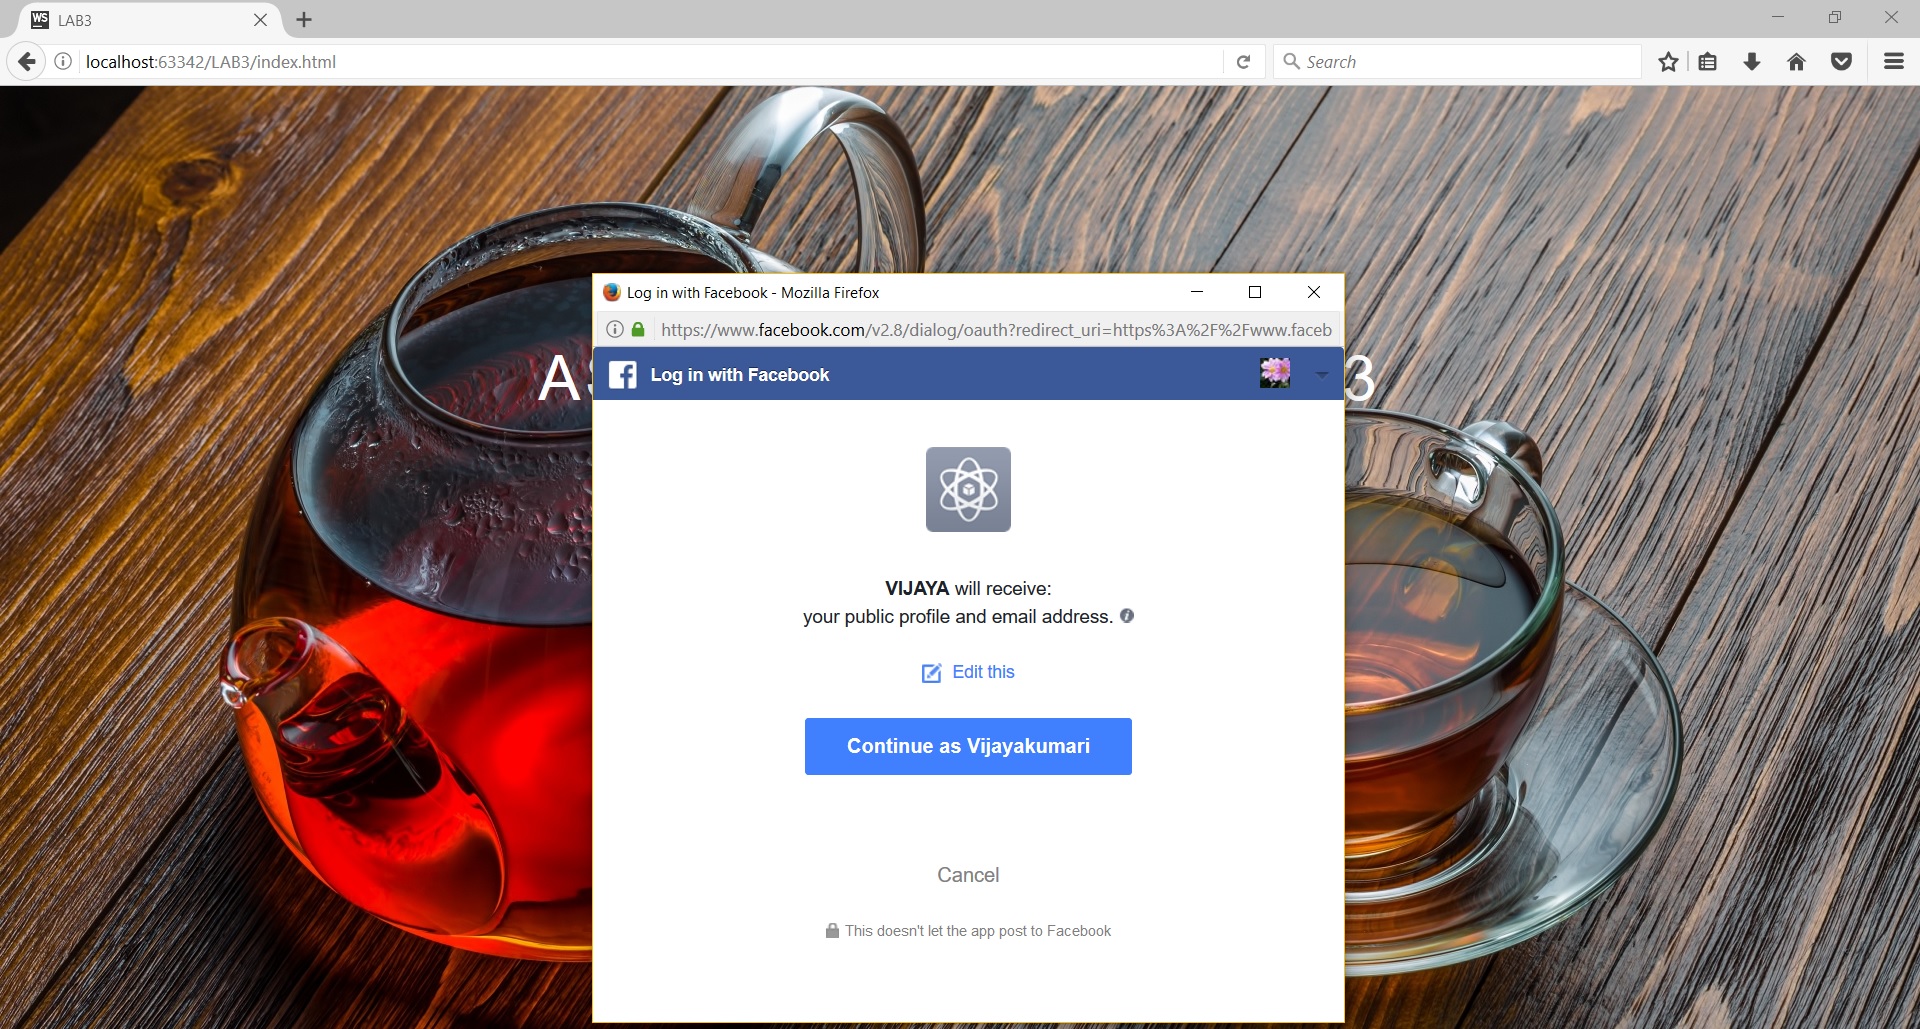 WS LAB3
localhost:63342/LAB3/index.html
Search
Log in with Facebook - Mozilla Firefox
https://www.facebook.com/v2.8/dialog/oauth?redirect_uri=https%3A%2F%2Fwww.faceb
A
3
Log in with Facebook
VIJAYA will receive:
your public profile and email address.
Edit this
Continue as Vijayakumari
Cancel
This doesn't let the app post to Facebook